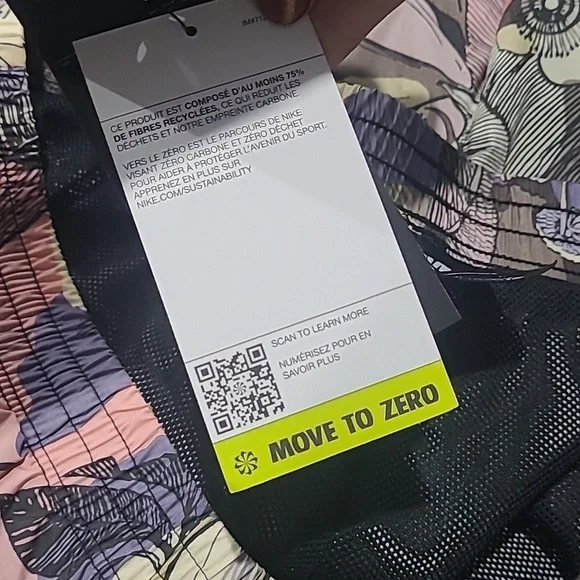 CE PRODUIT EST COMPOSÉ D'AU MOINS 75%
DE FIBRES RECYCLÉES, CE QUI RÉDUIT LES
DÉCHETS ET NOTRE EMPREINTE CARBONE.
VERS LE ZÉRO EST LE PARCOURS DE NIKE
VISANT ZÉRO CARBONE ET ZÉRO DÉCHET
POUR AIDER À PROTÉGER L'AVENIR DU SPORT.
APPRENEZ EN PLUS SUR
NIKE.COM/SUSTAINABILITY
SCAN TO LEARN MORE
NUMÉRISEZ POUR EN
SAVOIR PLUS
MOVE TO ZERO